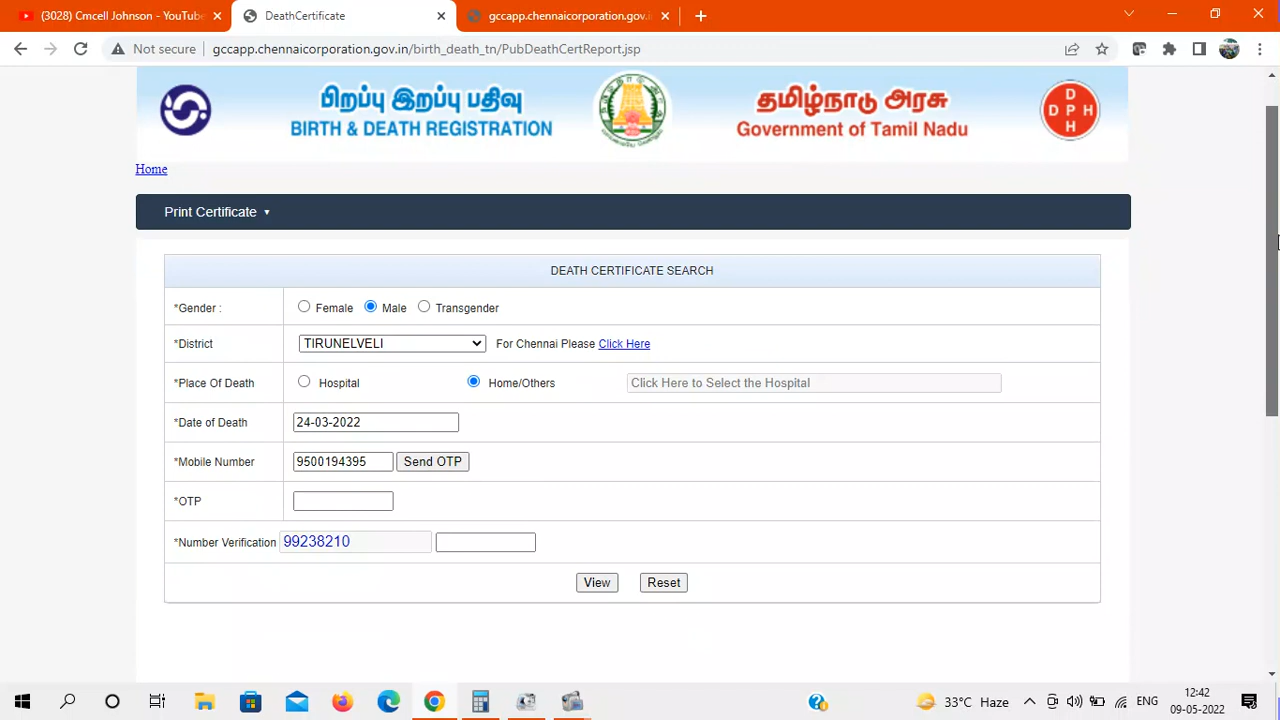 (3028) Cmcell Johnson - YouTube
DeathCertificate
gccapp.chennaicorporation.gov.in
Not secure
gccapp.chennaicorporation.gov.in/birth_death_tn/PubDeathCertReport.jsp
பிறப்பு இறப்பு பதிவு
BIRTH & DEATH REGISTRATION
தமிழ்நாடு அரசு
Government of Tamil Nadu
D
D P H
H
Home
Print Certificate ▾
DEATH CERTIFICATE SEARCH
*Gender : Female Male Transgender
*District TIRUNELVELI For Chennai Please Click Here
*Place Of Death Hospital Home/Others Click Here to Select the Hospital
*Date of Death 24-03-2022
*Mobile Number 9500194395 Send OTP
*OTP
*Number Verification 99238210
View Reset
33°C Haze ENG 12:42
09-05-2022